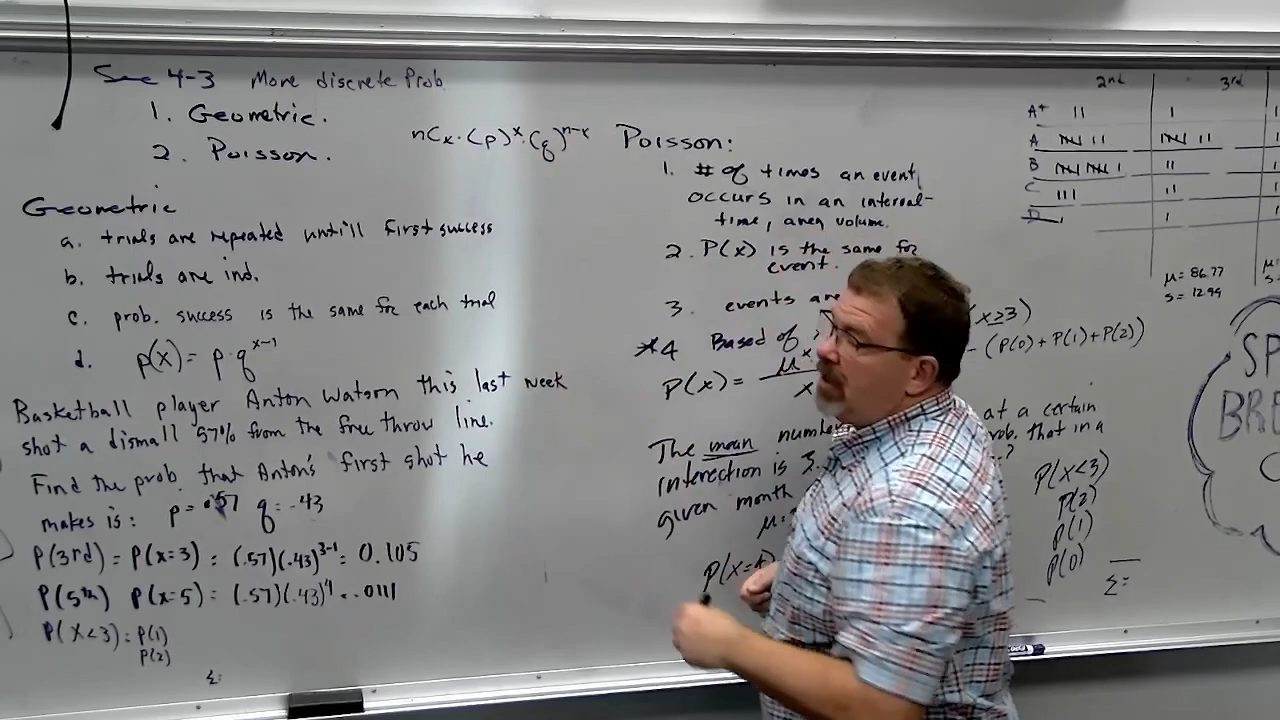 Sec 4-3 More discrete Prob
1. Geometric.
2. Poisson.
nCx·(p)^x·(q)^n-x
Geometric
a. trials are repeated untill first success
b. trials are ind.
c. prob. success is the same for each trial
d. p(x) = p·q^x-1
Basketball player Anton Watson this last week
shot a dismall 57% from the free throw line.
Find the prob that Anton's first shot he
makes is: p = .57 q = .43
P(3rd) = P(x=3) = (.57)(.43)^3-1 = 0.105
P(5th) P(x=5) = (.57)(.43)^4 = .0111
P(x<3) = P(1)
P(2)
Σ
Poisson:
1. # of times an event
occurs in an interval-
time, area, volume.
2. P(x) is the same for
event.
3. events are
*4 Based of
P(x) = μ^x
x
x≥3)
- (P(0)+P(1)+P(2))
The mean number
at a certain
interection is 3.
prob. that in a
given month
?
μ=
P(x=
P(x<3)
P(2)
P(1)
P(0)
Σ=
2nd 3rd
A+
A
B
C
D
μ = 86.77
s = 12.99
μ=
s=
SP
BRE